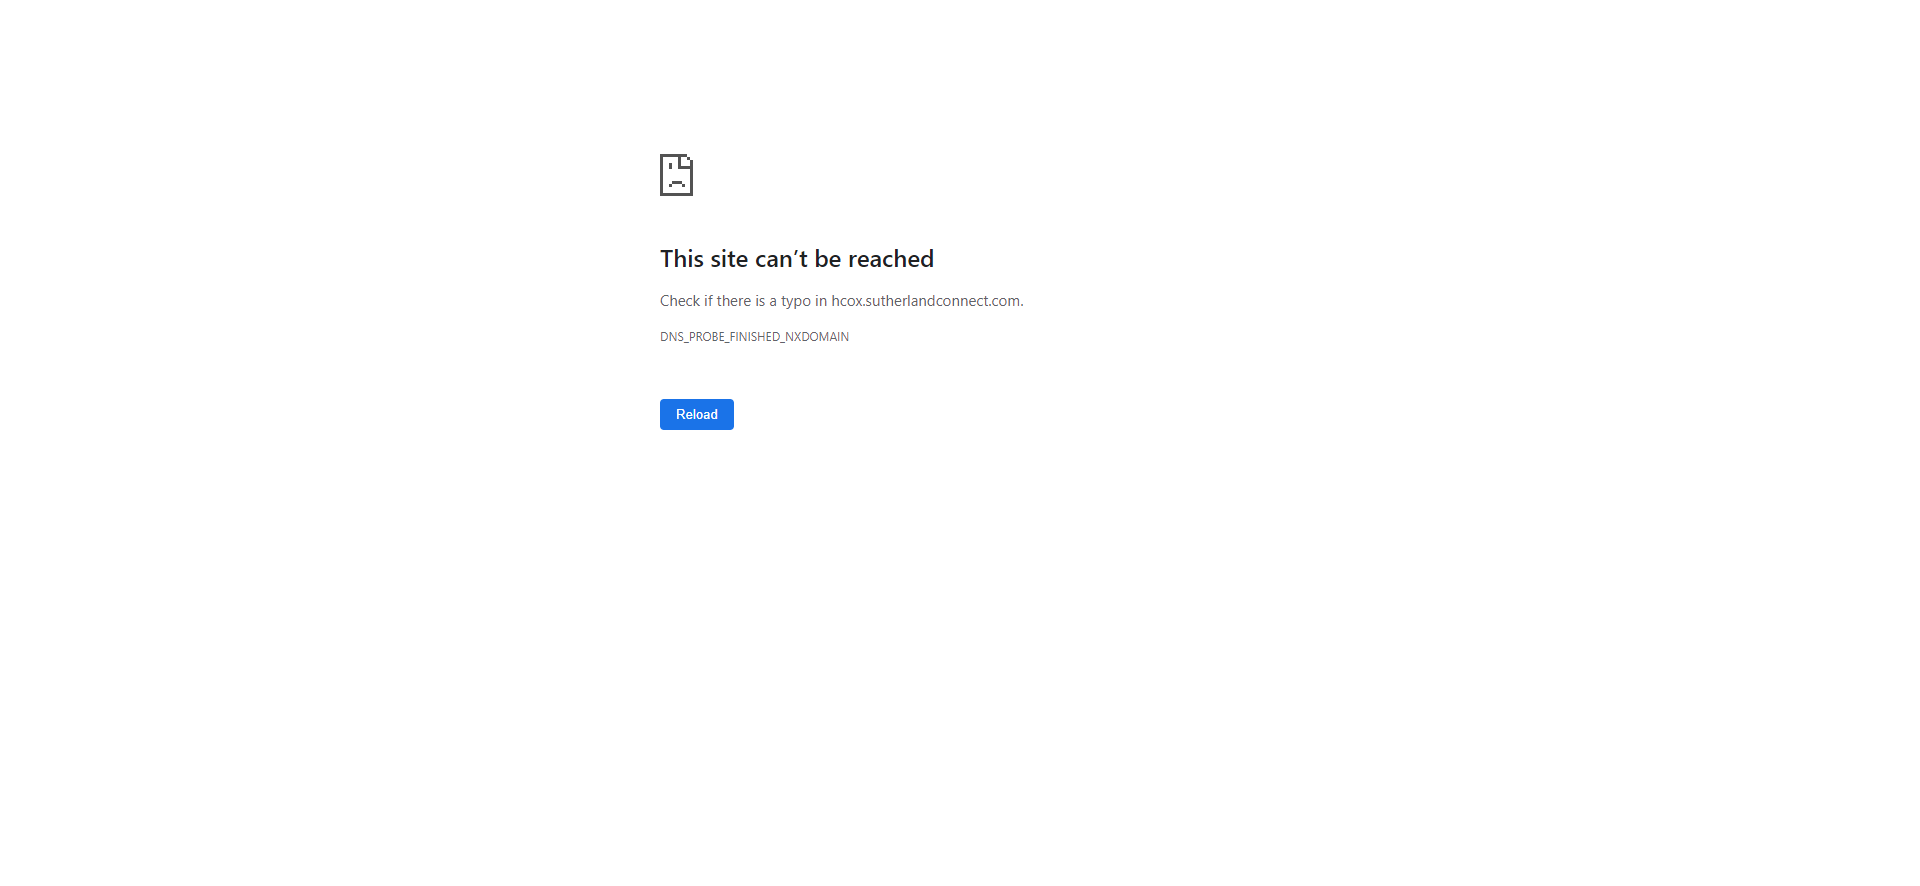 This site can’t be reached
Check if there is a typo in hcox.sutherlandconnect.com.
DNS_PROBE_FINISHED_NXDOMAIN
Reload